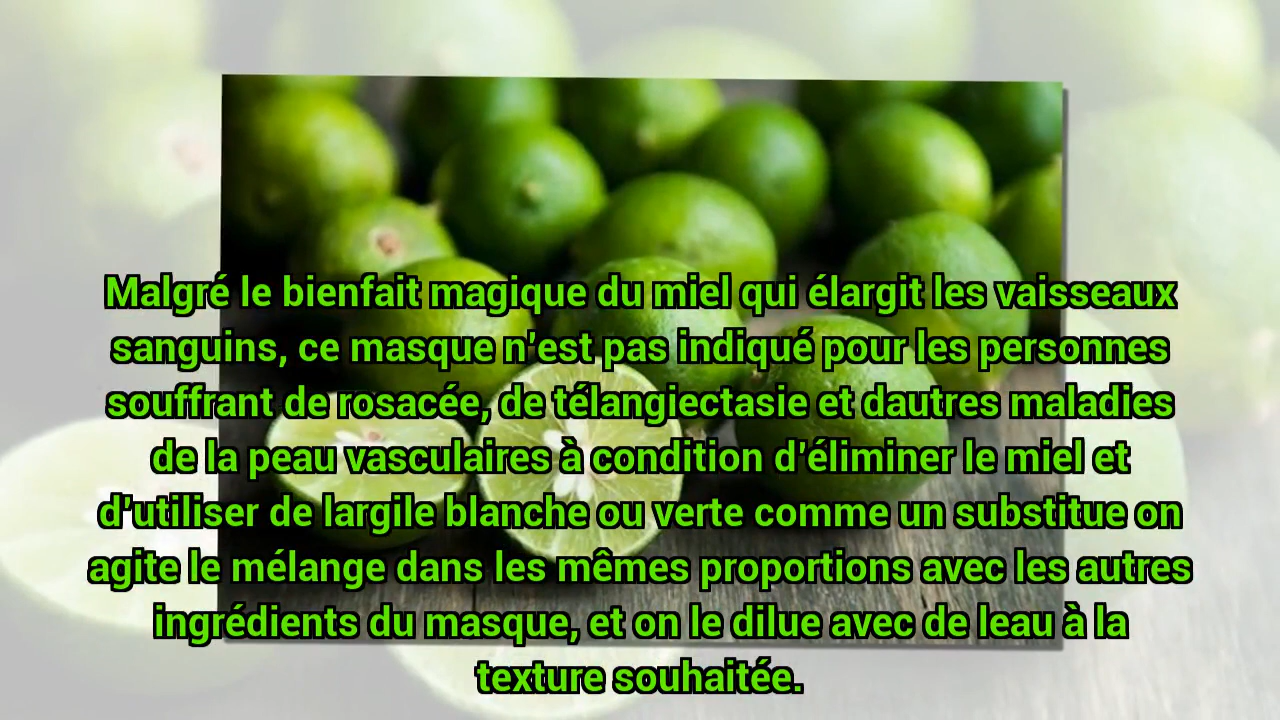 Malgré le bienfait magique du miel qui élargit les vaisseaux
sanguins, ce masque n'est pas indiqué pour les personnes
souffrant de rosacée, de télangiectasie et dautres maladies
de la peau vasculaires à condition d'éliminer le miel et
d'utiliser de largile blanche ou verte comme un substitue on
agite le mélange dans les mêmes proportions avec les autres
ingrédients du masque, et on le dilue avec de leau à la
texture souhaitée.